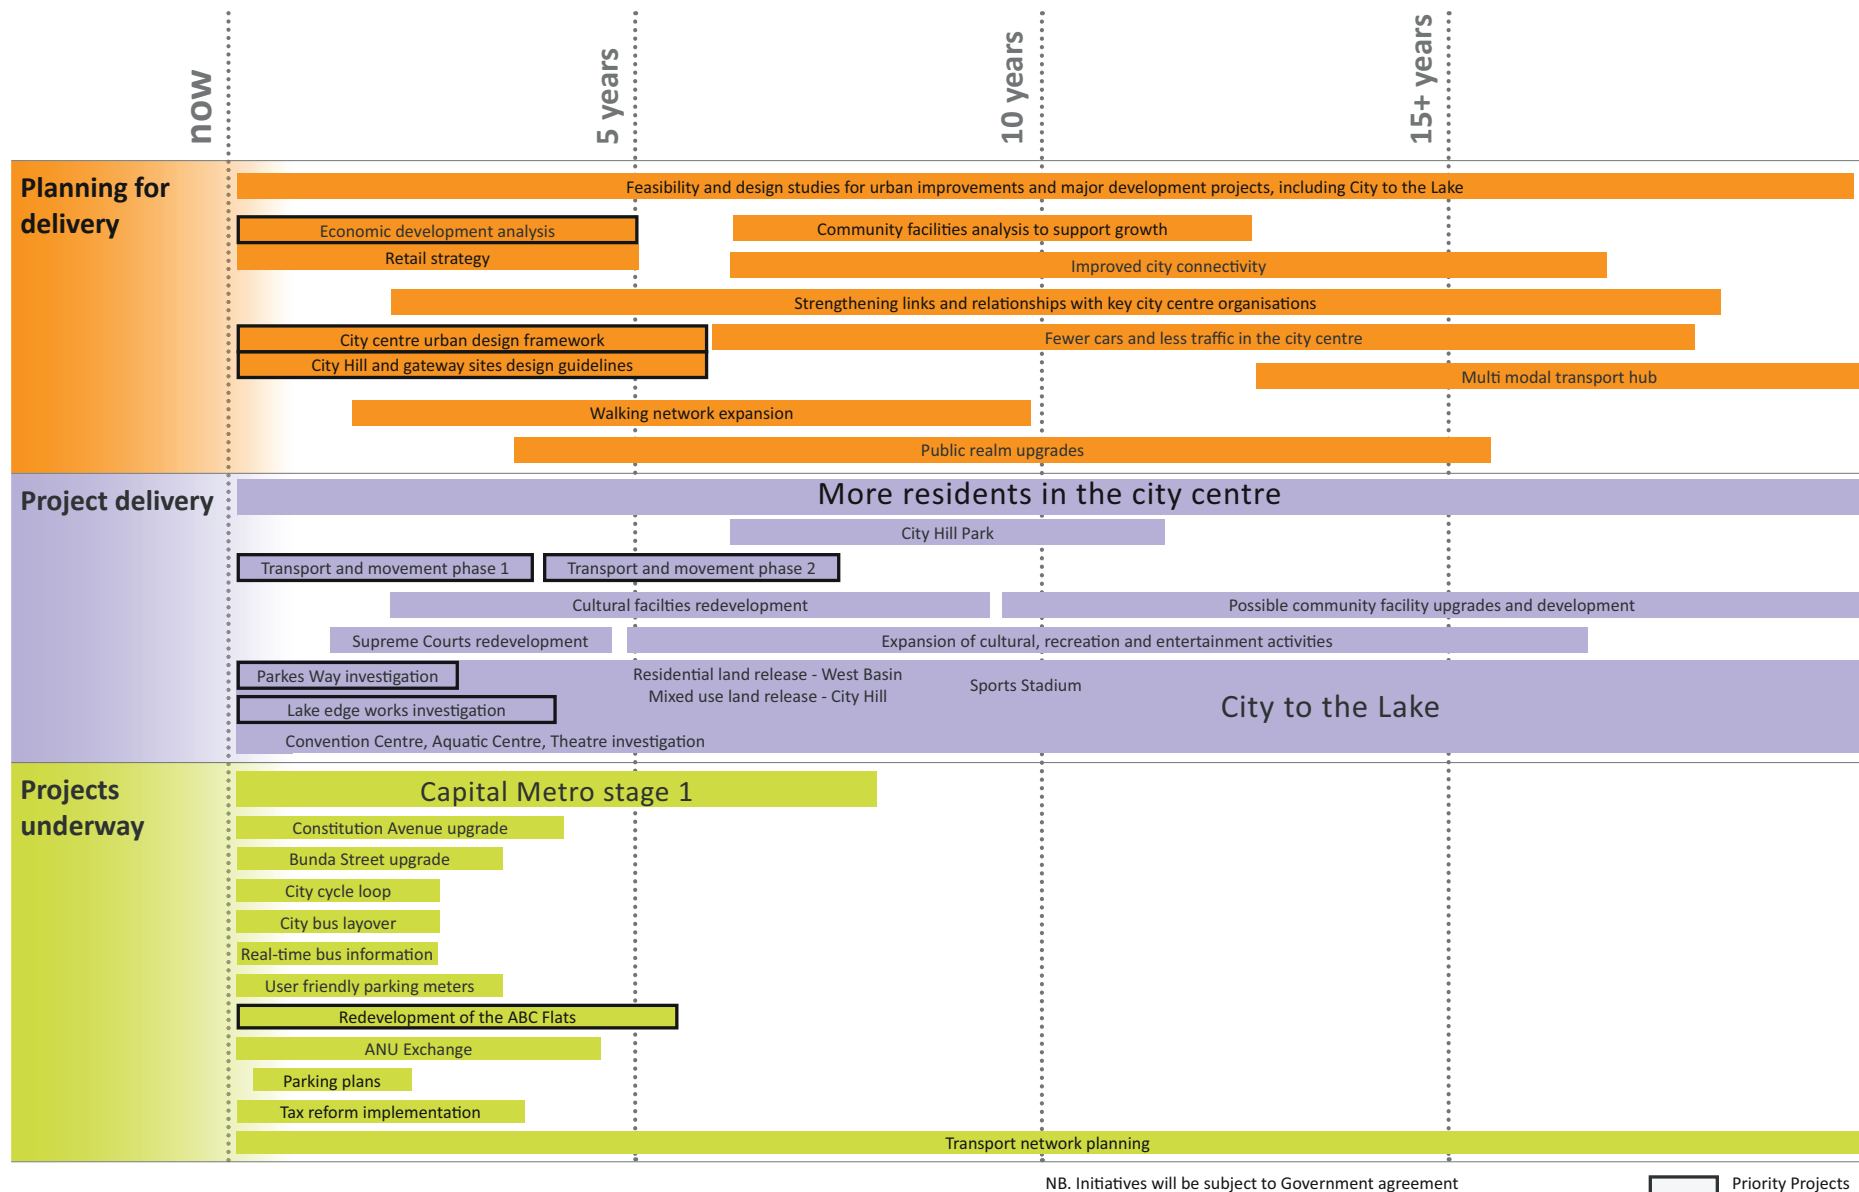 now
5 years
10 years
15+ years
Planning for
delivery
Feasibility and design studies for urban improvements and major development projects, including City to the Lake
Economic development analysis
Community facilities analysis to support growth
Retail strategy
Improved city connectivity
Strengthening links and relationships with key city centre organisations
City centre urban design framework
Fewer cars and less traffic in the city centre
City Hill and gateway sites design guidelines
Multi modal transport hub
Walking network expansion
Public realm upgrades
Project delivery
More residents in the city centre
City Hill Park
Transport and movement phase 1
Transport and movement phase 2
Cultural facilties redevelopment
Possible community facility upgrades and development
Supreme Courts redevelopment
Expansion of cultural, recreation and entertainment activities
Parkes Way investigation
Residential land release - West Basin
Mixed use land release - City Hill
Sports Stadium
Lake edge works investigation
City to the Lake
Convention Centre, Aquatic Centre, Theatre investigation
Projects
underway
Capital Metro stage 1
Constitution Avenue upgrade
Bunda Street upgrade
City cycle loop
City bus layover
Real-time bus information
User friendly parking meters
Redevelopment of the ABC Flats
ANU Exchange
Parking plans
Tax reform implementation
Transport network planning
NB. Initiatives will be subject to Government agreement
Priority Projects